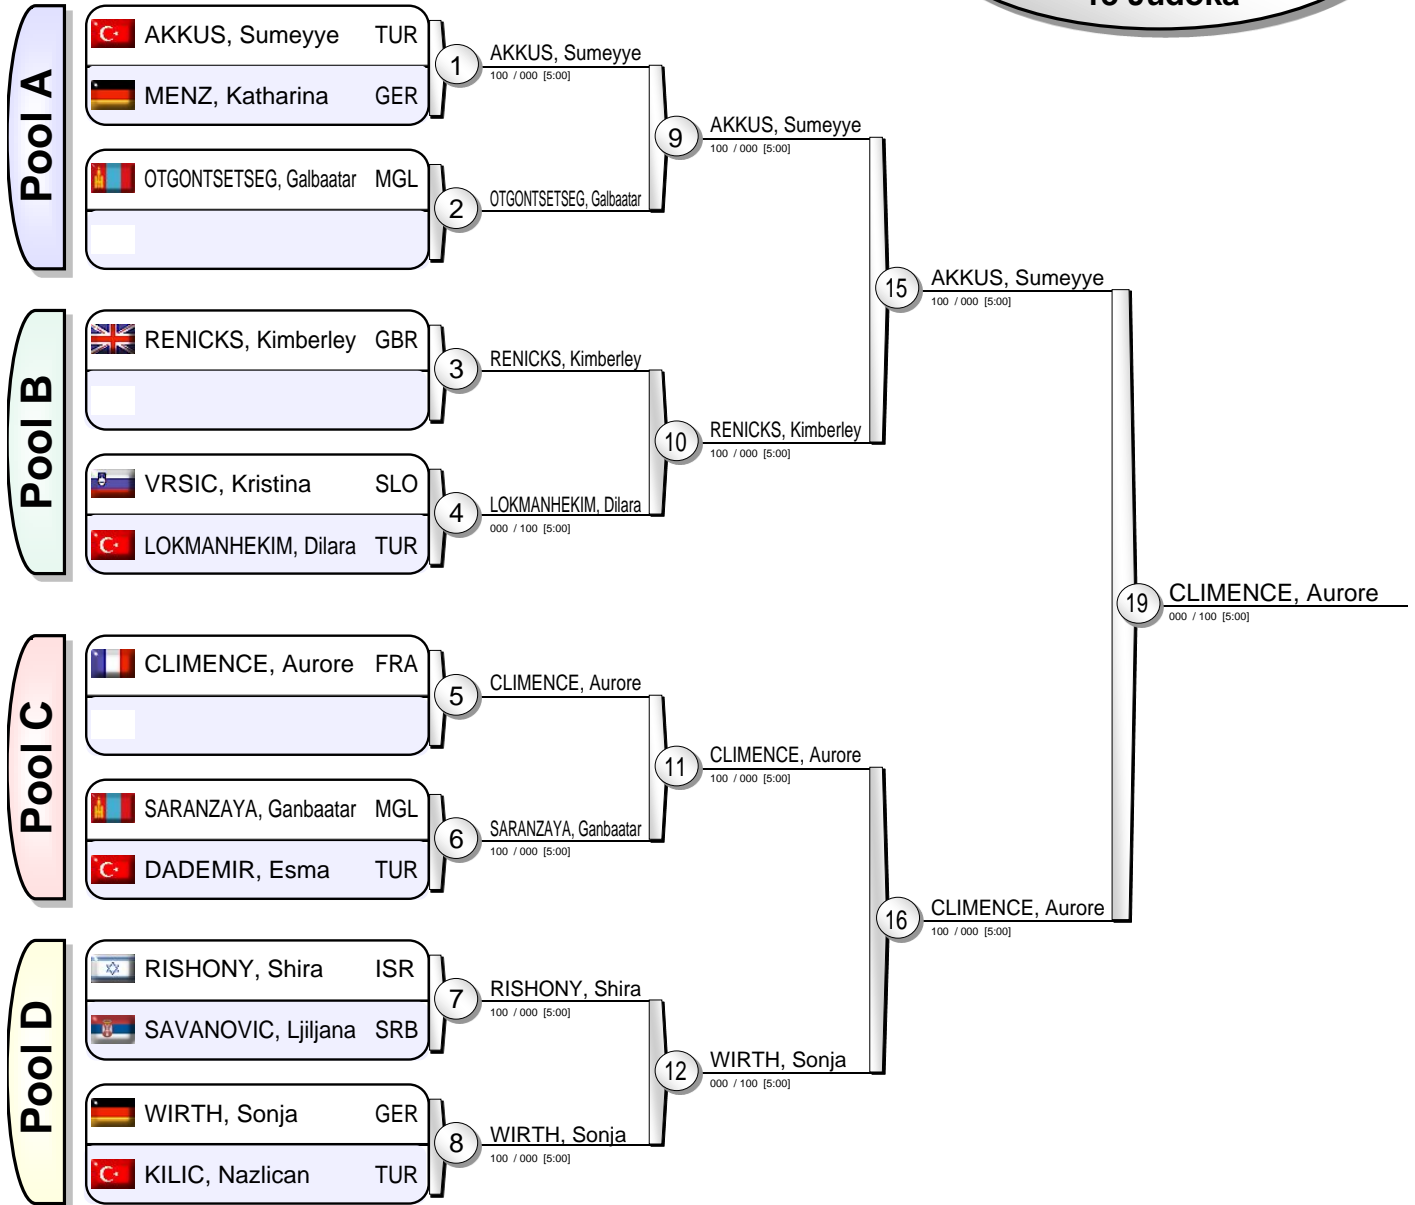 13 Judoka
Pool A
AKKUS, Sumeyye TUR
MENZ, Katharina GER
OTGONTSETSEG, Galbaatar MGL
1
AKKUS, Sumeyye
100 / 000 [5:00]
2
OTGONTSETSEG, Galbaatar
9
AKKUS, Sumeyye
100 / 000 [5:00]
Pool B
RENICKS, Kimberley GBR
VRSIC, Kristina SLO
LOKMANHEKIM, Dilara TUR
3
RENICKS, Kimberley
4
LOKMANHEKIM, Dilara
000 / 100 [5:00]
10
RENICKS, Kimberley
100 / 000 [5:00]
15
AKKUS, Sumeyye
100 / 000 [5:00]
Pool C
CLIMENCE, Aurore FRA
SARANZAYA, Ganbaatar MGL
DADEMIR, Esma TUR
5
CLIMENCE, Aurore
6
SARANZAYA, Ganbaatar
100 / 000 [5:00]
11
CLIMENCE, Aurore
100 / 000 [5:00]
Pool D
RISHONY, Shira ISR
SAVANOVIC, Ljiljana SRB
WIRTH, Sonja GER
KILIC, Nazlican TUR
7
RISHONY, Shira
100 / 000 [5:00]
8
WIRTH, Sonja
100 / 000 [5:00]
12
WIRTH, Sonja
000 / 100 [5:00]
16
CLIMENCE, Aurore
100 / 000 [5:00]
19
CLIMENCE, Aurore
000 / 100 [5:00]